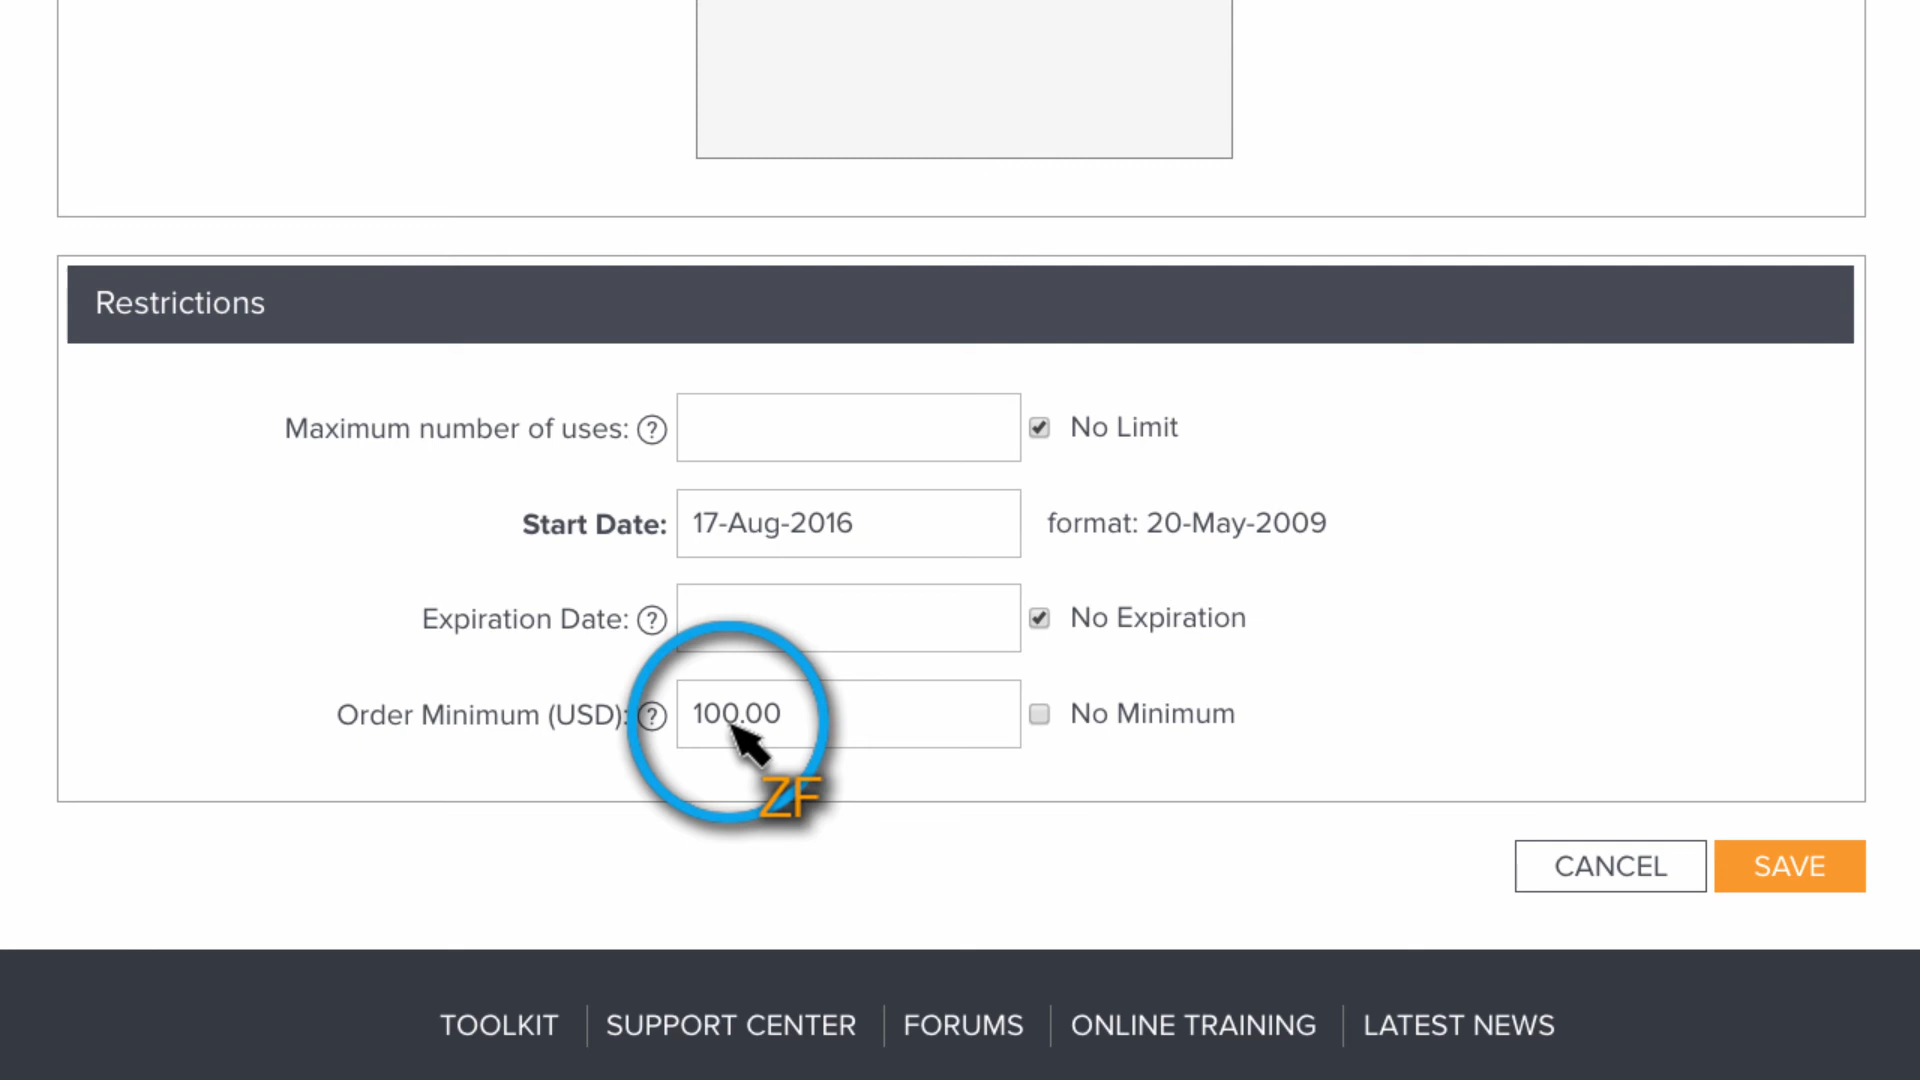 Restrictions
Maximum number of uses: ? No Limit
Start Date: 17-Aug-2016 format: 20-May-2009
Expiration Date: ? No Expiration
Order Minimum (USD): ? 100.00 No Minimum
ZF
CANCEL SAVE
TOOLKIT SUPPORT CENTER FORUMS ONLINE TRAINING LATEST NEWS